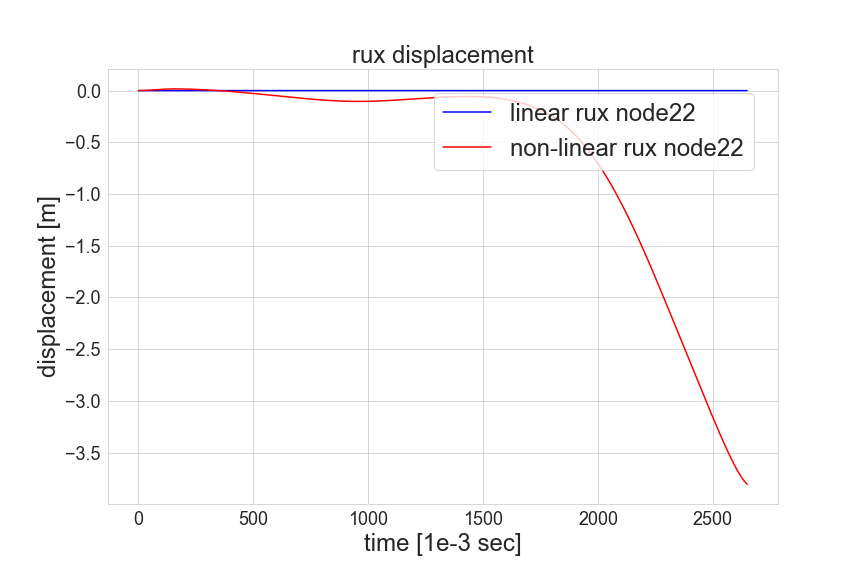 rux displacement
linear rux node22
non-linear rux node22
displacement [m]
0.0
−0.5
−1.0
−1.5
−2.0
−2.5
−3.0
−3.5
0 500 1000 1500 2000 2500
time [1e-3 sec]